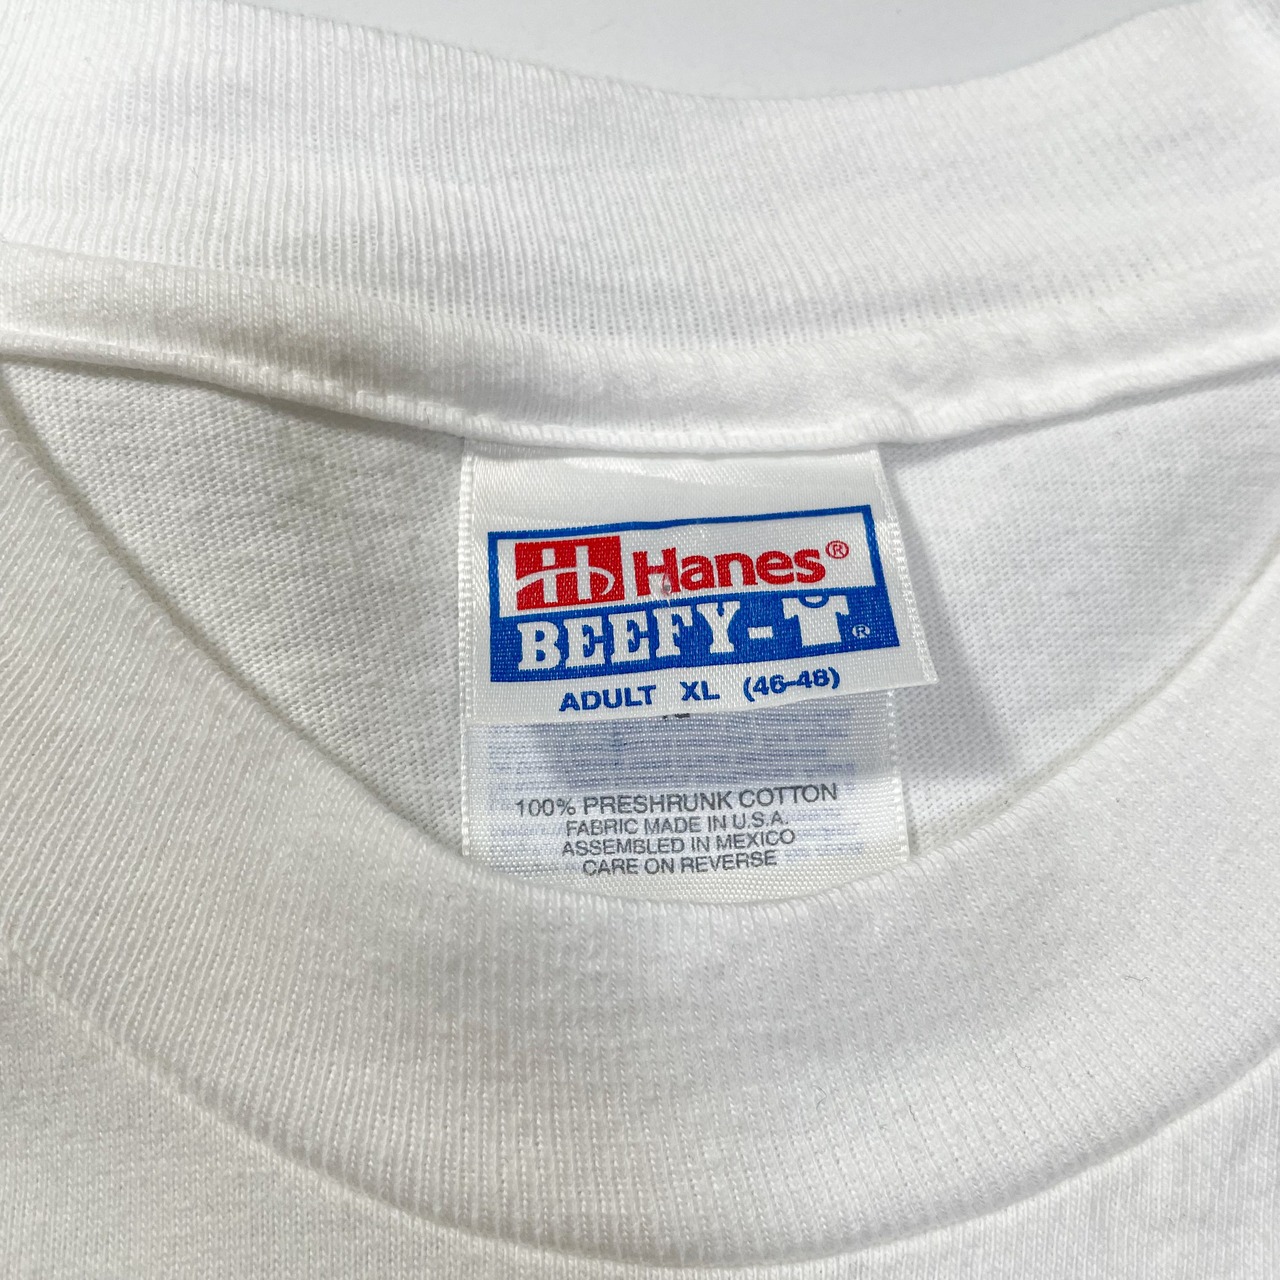 Hanes®
BEEFY-T®
ADULT XL (46-48)
100% PRESHRUNK COTTON
FABRIC MADE IN U.S.A.
ASSEMBLED IN MEXICO
CARE ON REVERSE